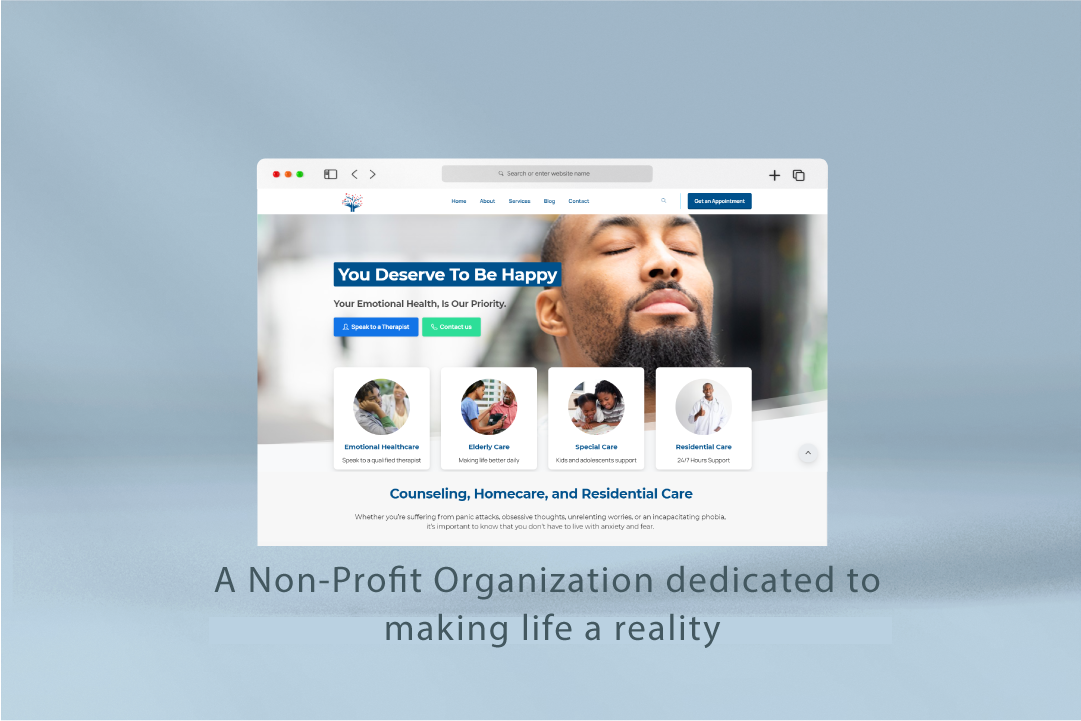 Search or enter website name
Home About Services Blog Contact Get an Appointment
You Deserve To Be Happy
Your Emotional Health, Is Our Priority.
Speak to a Therapist Contact us
Emotional Healthcare Elderly Care Special Care Residential Care
Speak to a qualified therapist Making life better daily Kids and adolescents support 24/7 Hours Support
Counseling, Homecare, and Residential Care
Whether you're suffering from panic attacks, obsessive thoughts, unrelenting worries, or an incapacitating phobia,
it's important to know that you don't have to live with anxiety and fear.
A Non-Profit Organization dedicated to
making life a reality